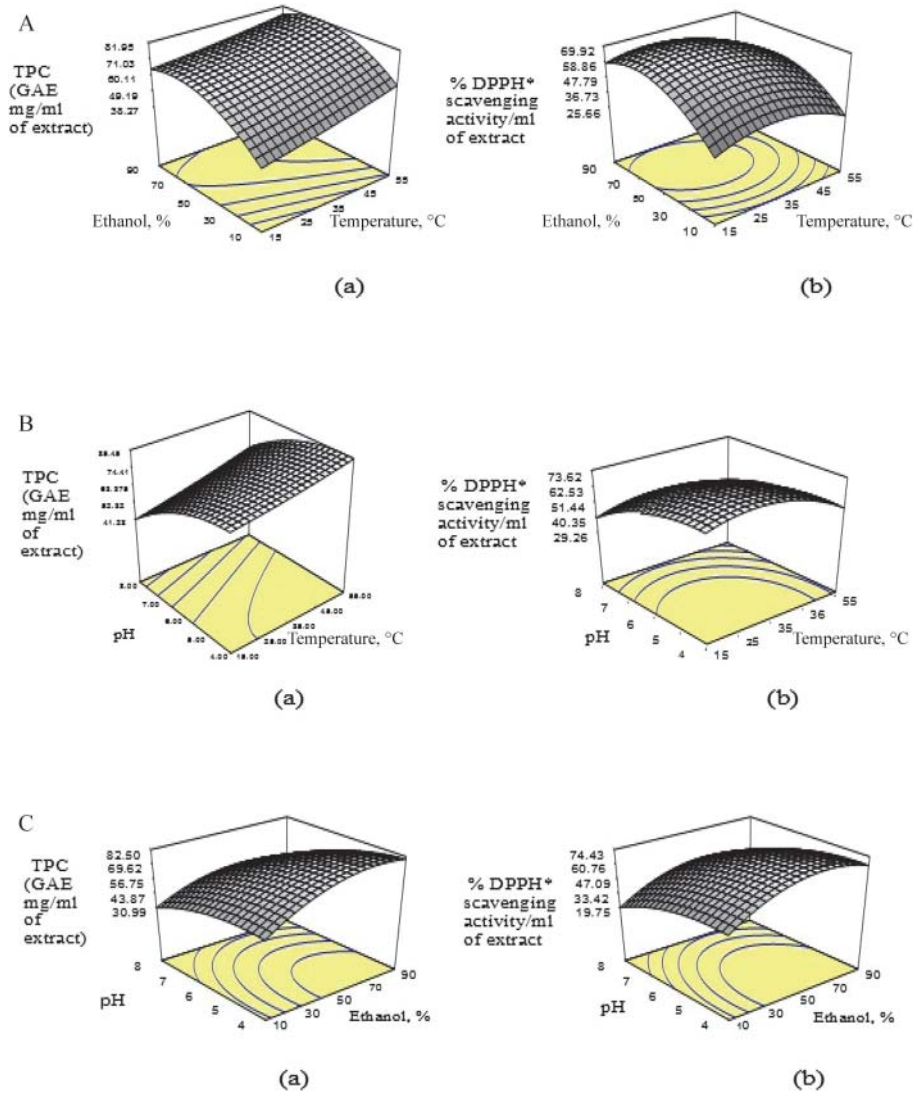 A
TPC
(GAE
mg/ml
of extract)
81.95
71.03
60.11
49.19
38.27
90
70
50
30
10
Ethanol, %
15
25
35
45
55
Temperature, °C
(a)
% DPPH*
scavenging
activity/ml
of extract
69.92
58.86
47.79
36.73
25.66
90
70
50
30
10
Ethanol, %
15
25
35
45
55
Temperature, °C
(b)
B
TPC
(GAE
mg/ml
of
extract)
74.41
41.28
7.00
4.00
pH
Temperature, °C
(a)
% DPPH*
scavenging
activity/ml
of extract
73.62
62.53
51.44
40.35
29.26
8
7
6
5
4
pH
15
25
35
36
55
Temperature, °C
(b)
C
TPC
(GAE
mg/ml
of
extract)
82.50
69.62
56.75
43.87
30.99
8
7
6
5
4
pH
10
30
50
70
90
Ethanol, %
(a)
% DPPH*
scavenging
activity/ml
of extract
74.43
60.76
47.09
33.42
19.75
8
7
6
5
4
pH
10
30
50
70
90
Ethanol, %
(b)